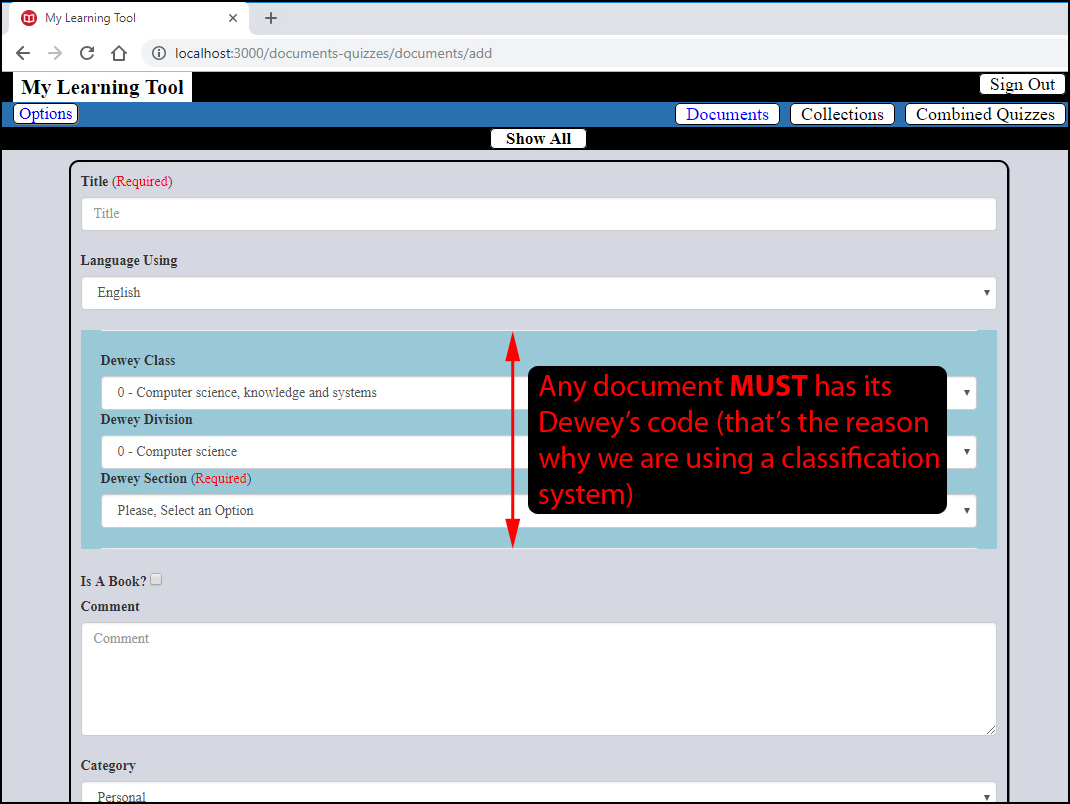 My Learning Tool
localhost:3000/documents-quizzes/documents/add
My Learning Tool
Sign Out
Options
Documents
Collections
Combined Quizzes
Show All
Title (Required)
Title
Language Using
English
Dewey Class
0 - Computer science, knowledge and systems
Dewey Division
0 - Computer science
Dewey Section (Required)
Please, Select an Option
Any document MUST has its
Dewey's code (that's the reason
why we are using a classification
system)
Is A Book?
Comment
Comment
Category
Personal